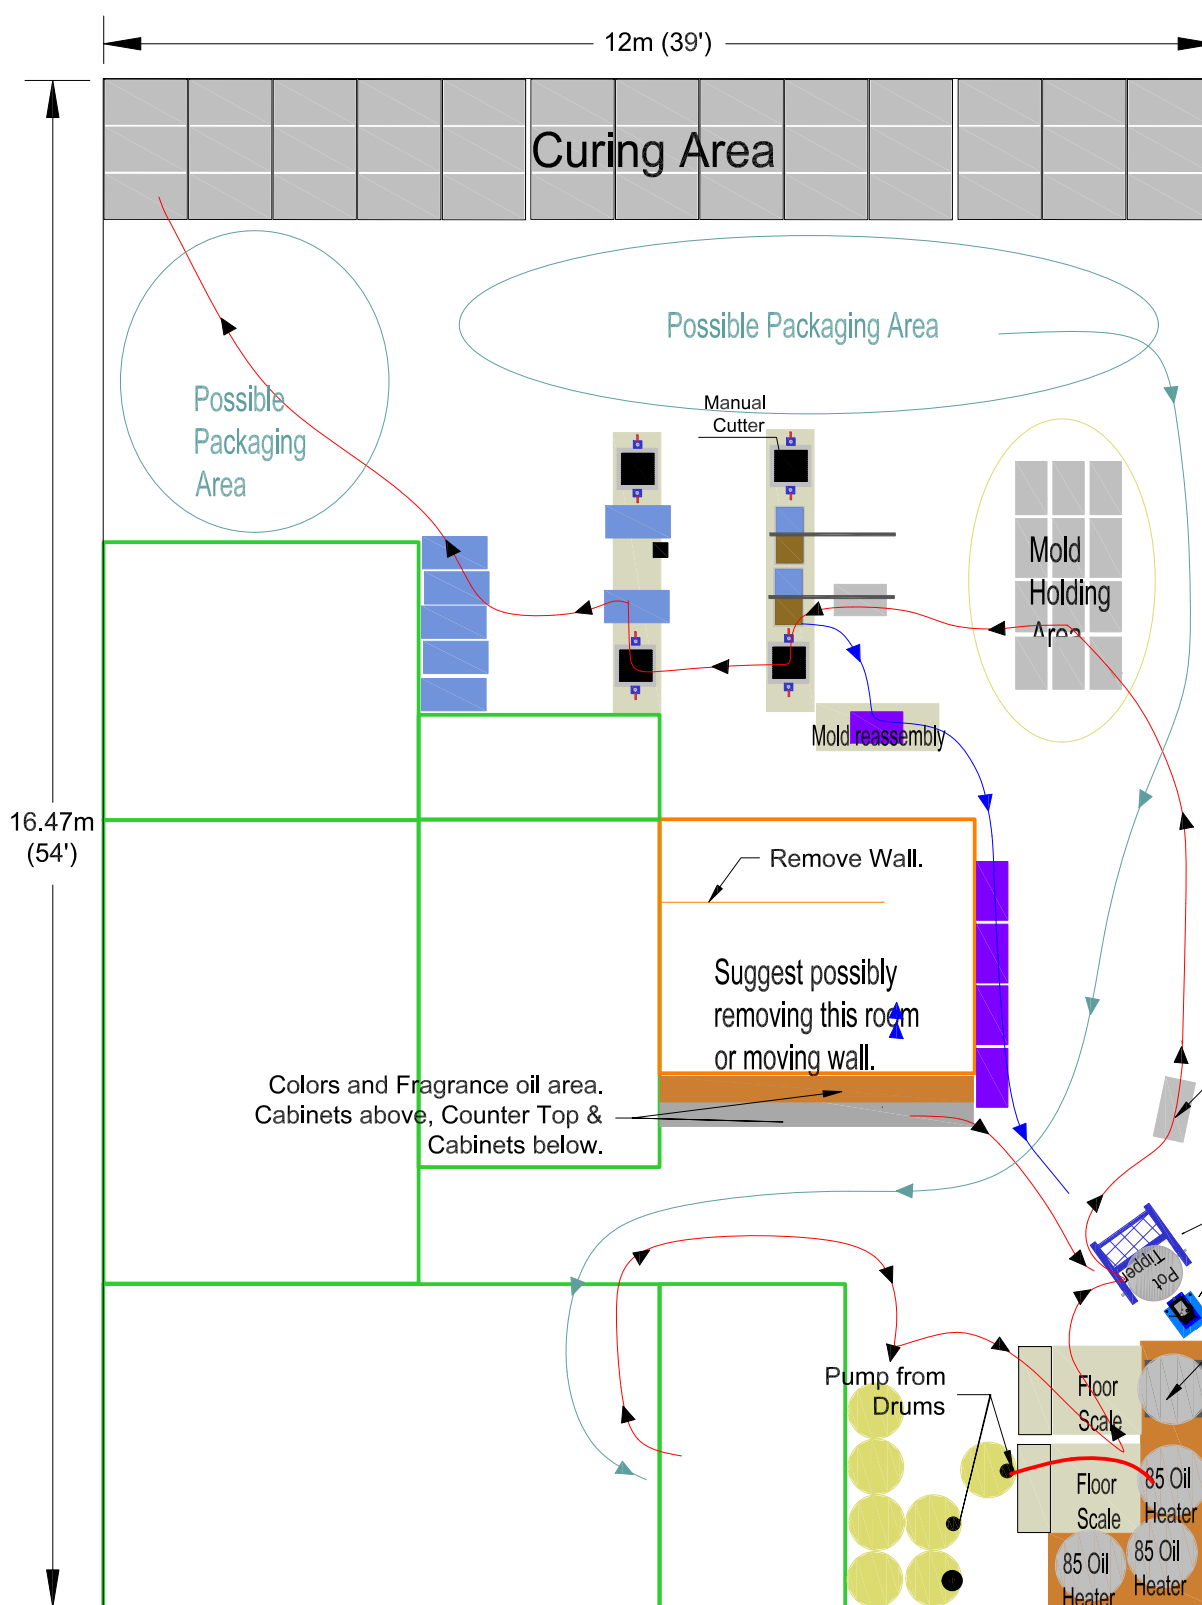 12m (39')
Curing Area
Possible Packaging Area
Possible
Packaging
Area
Manual
Cutter
Mold
Holding
Area
Mold reassembly
16.47m
(54')
Remove Wall.
Suggest possibly
removing this room
or moving wall.
Colors and Fragrance oil area.
Cabinets above, Counter Top &
Cabinets below.
Pot
Tipper
Pump from
Drums
Floor
Scale
Floor
Scale
85 Oil
Heater
85 Oil
Heater
85 Oil
Heater